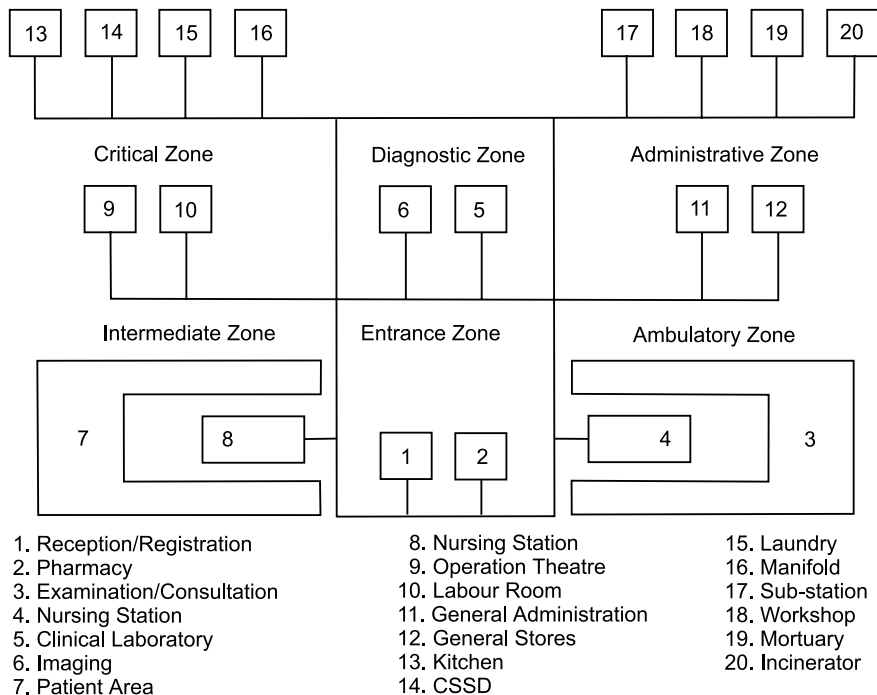 13 14 15 16 17 18 19 20
Critical Zone Diagnostic Zone Administrative Zone
9 10 6 5 11 12
Intermediate Zone Entrance Zone Ambulatory Zone
7 8 1 2 4 3
1. Reception/Registration
2. Pharmacy
3. Examination/Consultation
4. Nursing Station
5. Clinical Laboratory
6. Imaging
7. Patient Area
8. Nursing Station
9. Operation Theatre
10. Labour Room
11. General Administration
12. General Stores
13. Kitchen
14. CSSD
15. Laundry
16. Manifold
17. Sub-station
18. Workshop
19. Mortuary
20. Incinerator